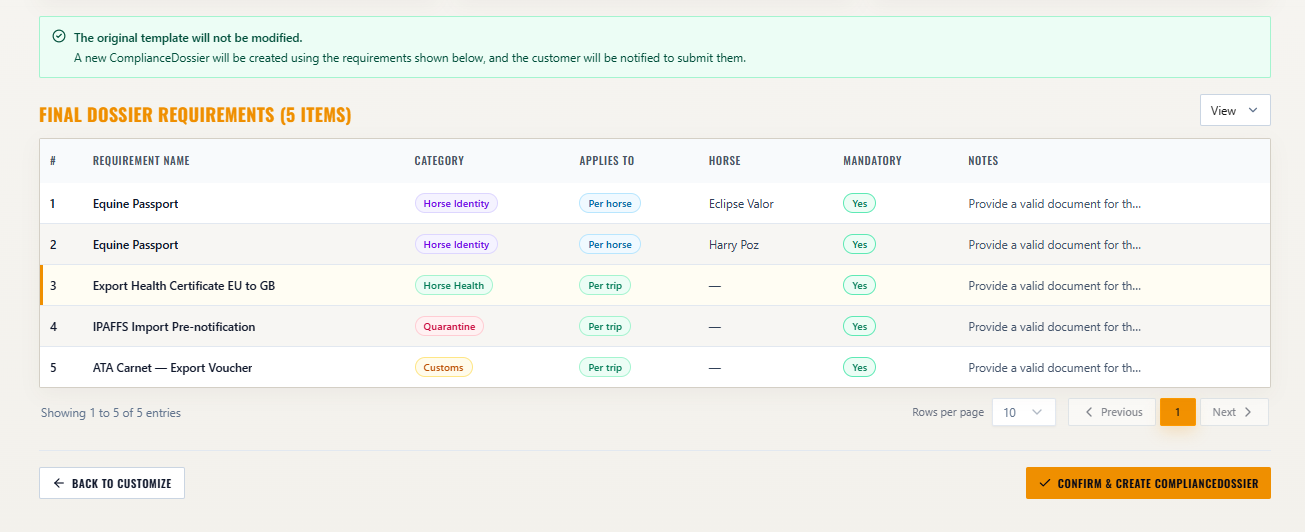 The original template will not be modified.
A new ComplianceDossier will be created using the requirements shown below, and the customer will be notified to submit them.
FINAL DOSSIER REQUIREMENTS (5 ITEMS)
View
# REQUIREMENT NAME CATEGORY APPLIES TO HORSE MANDATORY NOTES
1 Equine Passport Horse Identity Per horse Eclipse Valor Yes Provide a valid document for th...
2 Equine Passport Horse Identity Per horse Harry Poz Yes Provide a valid document for th...
3 Export Health Certificate EU to GB Horse Health Per trip — Yes Provide a valid document for th...
4 IPAFFS Import Pre-notification Quarantine Per trip — Yes Provide a valid document for th...
5 ATA Carnet — Export Voucher Customs Per trip — Yes Provide a valid document for th...
Showing 1 to 5 of 5 entries Rows per page 10 Previous 1 Next
BACK TO CUSTOMIZE CONFIRM & CREATE COMPLIANCEDOSSIER